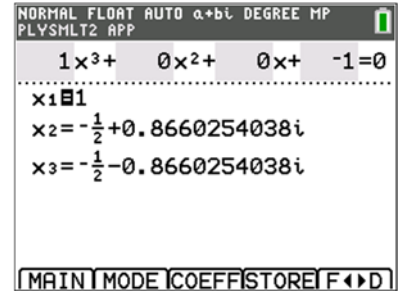 NORMAL FLOAT AUTO a+bi DEGREE MP
PLYSMLT2 APP
1x³+ 0x²+ 0x+ -1=0
x₁=1
x₂=-½+0.8660254038i
x₃=-½-0.8660254038i
MAIN MODE COEFF STORE F◂▸D